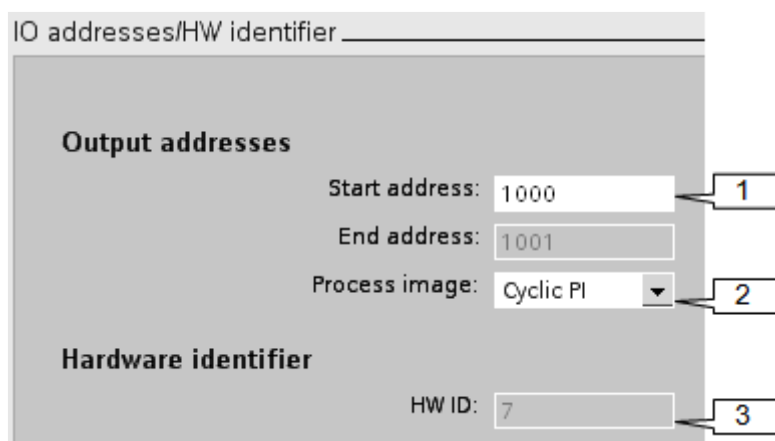 IO addresses/HW identifier
Output addresses
Start address: 1000 1
End address: 1001
Process image: Cyclic PI 2
Hardware identifier
HW ID: 7 3